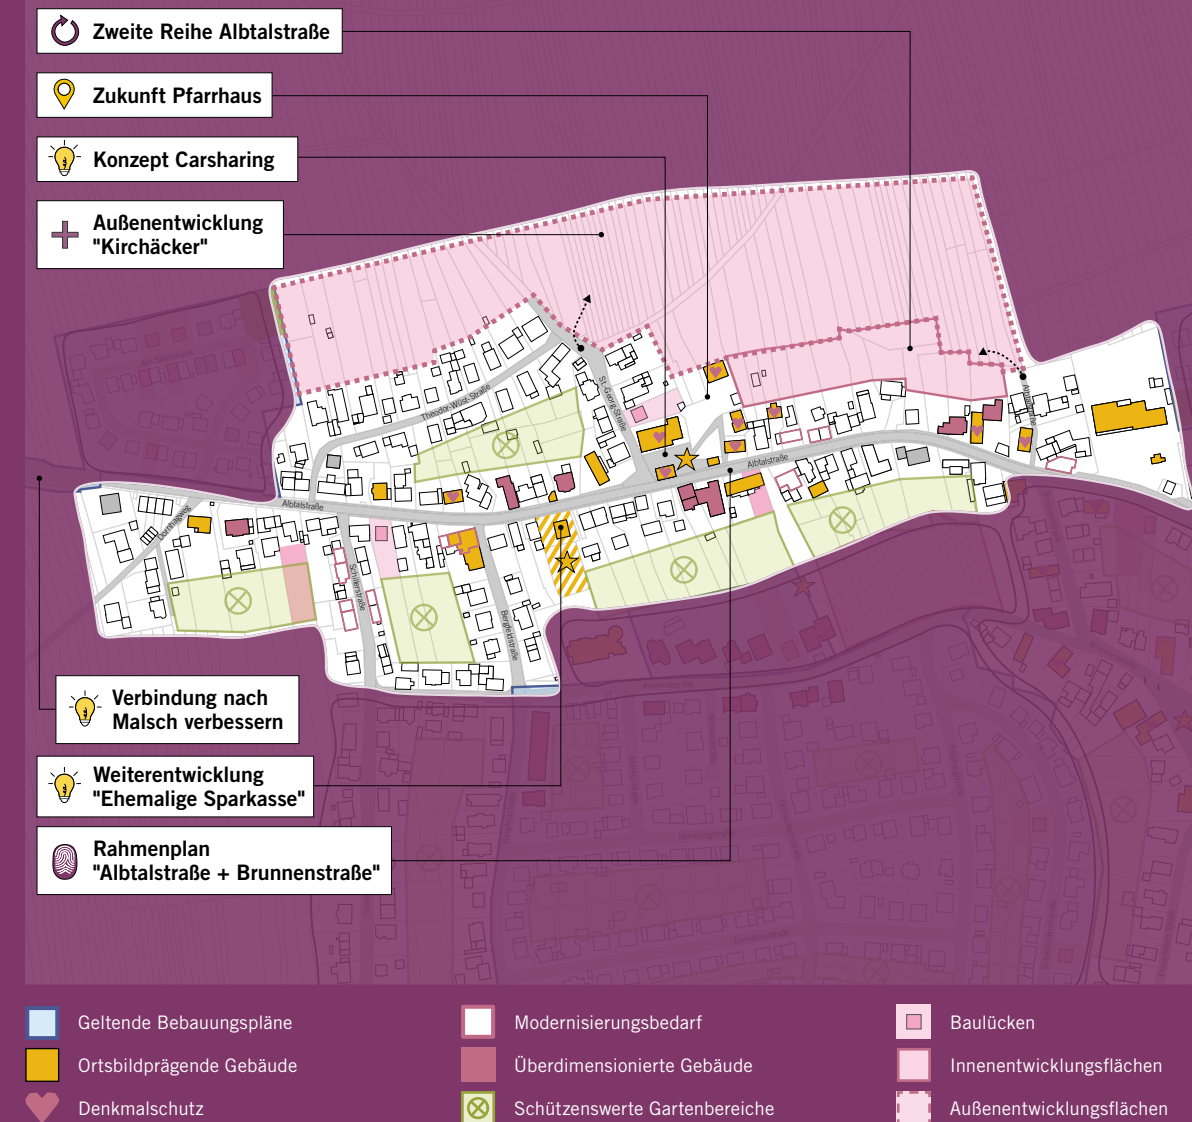 Zweite Reihe Albtalstraße
Zukunft Pfarrhaus
Konzept Carsharing
Außenentwicklung
"Kirchäcker"
Theodor-Wüst-Straße
St.-Georg-Straße
Albtalstraße
Albtalstraße
Dornhagweg
Schillerstraße
Bergfeldstraße
Verbindung nach
Malsch verbessern
Weiterentwicklung
"Ehemalige Sparkasse"
Rahmenplan
"Albtalstraße + Brunnenstraße"
Geltende Bebauungspläne
Ortsbildprägende Gebäude
Denkmalschutz
Modernisierungsbedarf
Überdimensionierte Gebäude
Schützenswerte Gartenbereiche
Baulücken
Innenentwicklungsflächen
Außenentwicklungsflächen